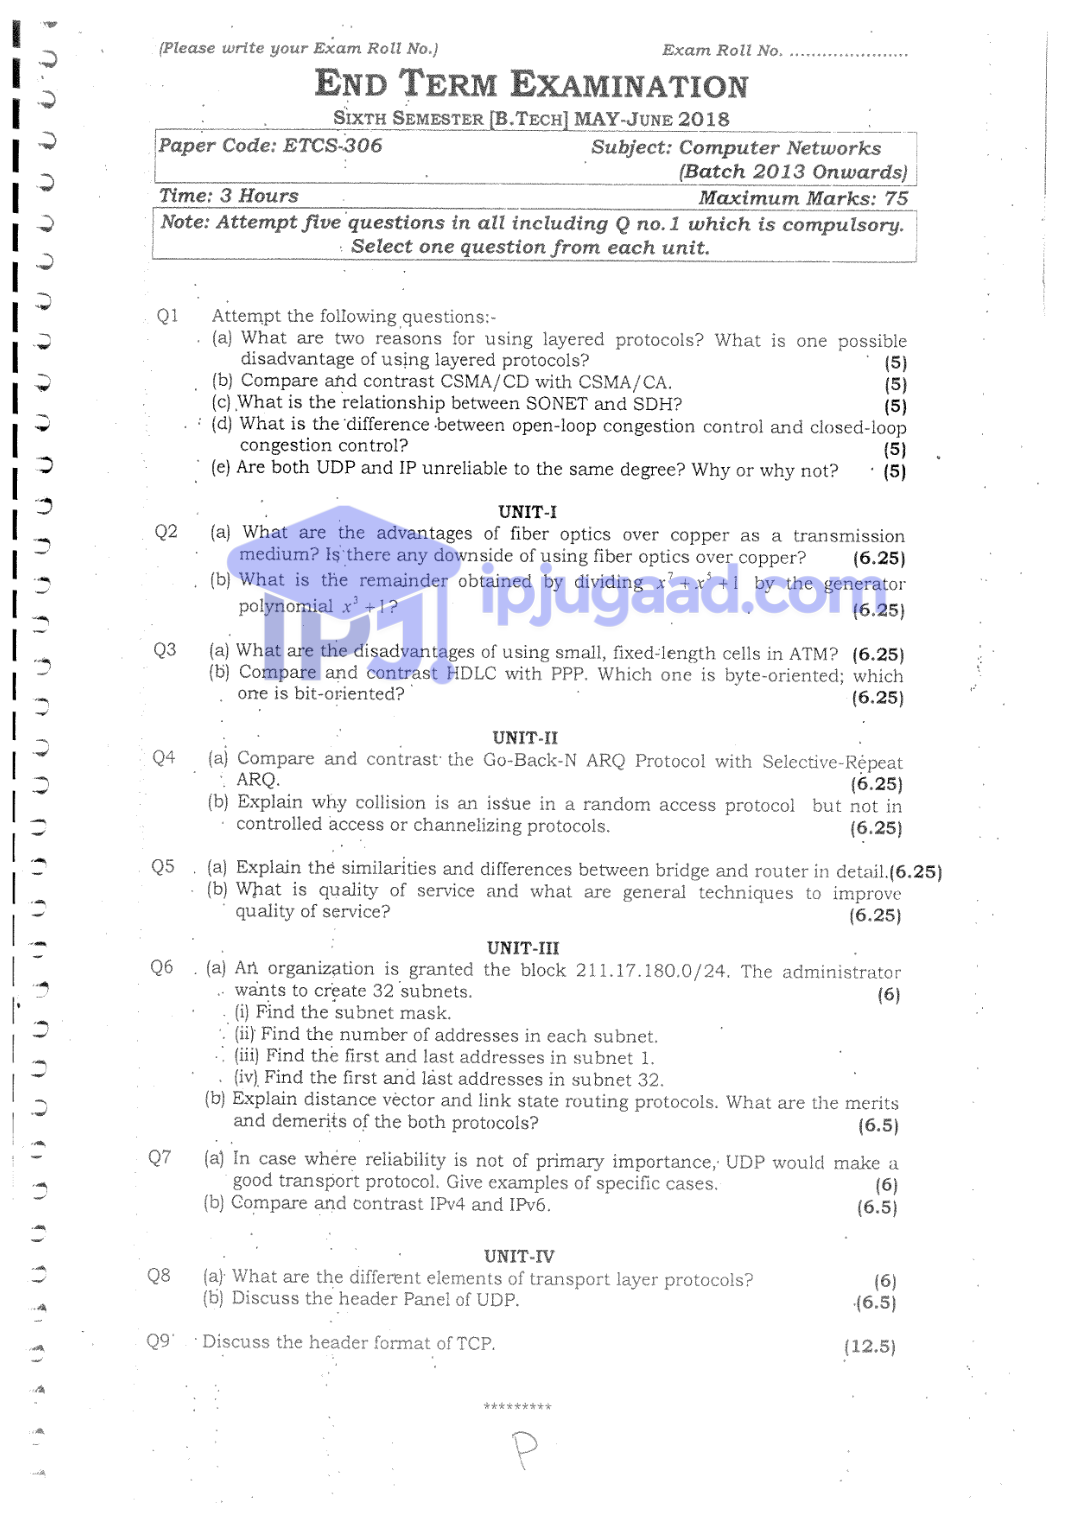 (Please write your Exam Roll No.) Exam Roll No. ......................
END TERM EXAMINATION
SIXTH SEMESTER [B.TECH] MAY-JUNE 2018
Paper Code: ETCS-306 Subject: Computer Networks
(Batch 2013 Onwards)
Time: 3 Hours Maximum Marks: 75
Note: Attempt five questions in all including Q no.1 which is compulsory.
Select one question from each unit.
Q1 Attempt the following questions:-
(a) What are two reasons for using layered protocols? What is one possible
disadvantage of using layered protocols? (5)
(b) Compare and contrast CSMA/CD with CSMA/CA. (5)
(c) What is the relationship between SONET and SDH? (5)
(d) What is the difference between open-loop congestion control and closed-loop
congestion control? (5)
(e) Are both UDP and IP unreliable to the same degree? Why or why not? (5)
UNIT-I
Q2 (a) What are the advantages of fiber optics over copper as a transmission
medium? Is there any downside of using fiber optics over copper? (6.25)
(b) What is the remainder obtained by dividing x⁷ + x⁵ + 1 by the generator
polynomial x³ + 1? (6.25)
ipjugaad.com
IPJ
Q3 (a) What are the disadvantages of using small, fixed-length cells in ATM? (6.25)
(b) Compare and contrast HDLC with PPP. Which one is byte-oriented; which
one is bit-oriented? (6.25)
UNIT-II
Q4 (a) Compare and contrast the Go-Back-N ARQ Protocol with Selective-Repeat
ARQ. (6.25)
(b) Explain why collision is an issue in a random access protocol but not in
controlled access or channelizing protocols. (6.25)
Q5 (a) Explain the similarities and differences between bridge and router in detail.(6.25)
(b) What is quality of service and what are general techniques to improve
quality of service? (6.25)
UNIT-III
Q6 (a) An organization is granted the block 211.17.180.0/24. The administrator
wants to create 32 subnets. (6)
(i) Find the subnet mask.
(ii) Find the number of addresses in each subnet.
(iii) Find the first and last addresses in subnet 1.
(iv) Find the first and last addresses in subnet 32.
(b) Explain distance vector and link state routing protocols. What are the merits
and demerits of the both protocols? (6.5)
Q7 (a) In case where reliability is not of primary importance, UDP would make a
good transport protocol. Give examples of specific cases. (6)
(b) Compare and contrast IPv4 and IPv6. (6.5)
UNIT-IV
Q8 (a) What are the different elements of transport layer protocols? (6)
(b) Discuss the header Panel of UDP. (6.5)
Q9 Discuss the header format of TCP. (12.5)
*********
P